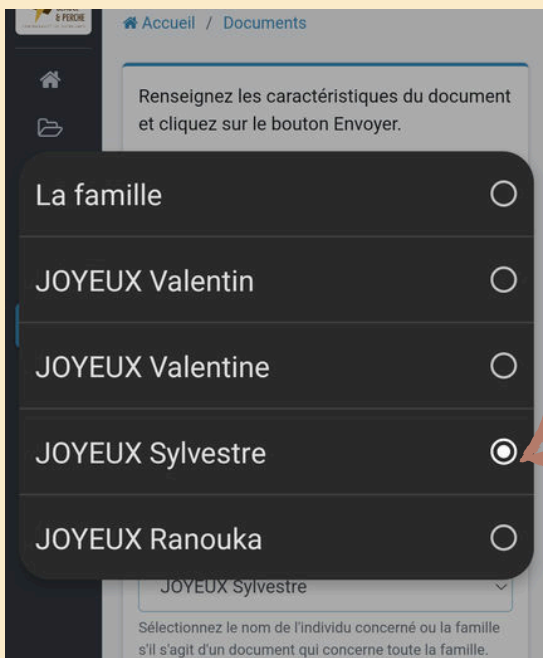 & PERCHE
Accueil / Documents
Renseignez les caractéristiques du document
et cliquez sur le bouton Envoyer.
La famille
JOYEUX Valentin
JOYEUX Valentine
JOYEUX Sylvestre
JOYEUX Ranouka
JOYEUX Sylvestre
Sélectionnez le nom de l'individu concerné ou la famille
s'il s'agit d'un document qui concerne toute la famille.